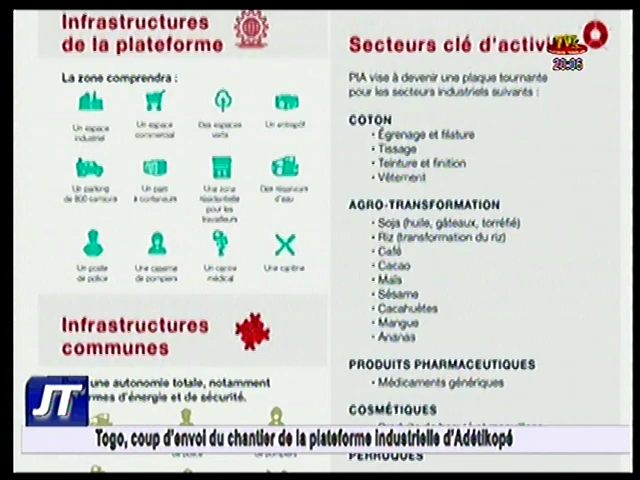 Infrastructures
de la plateforme
La zone comprendra :
Un espace
industriel
Un espace
commercial
Des espaces
verts
Un entrepôt
Un parking
de 800 camions
Un parc
à conteneurs
Une zone
résidentielle
pour les
travailleurs
Des réservoirs
d'eau
Un poste
de police
Une caserne
de pompiers
Un centre
médical
Une cantine
Infrastructures
communes
une autonomie totale, notamment
d'énergie et de sécurité.
de police
de pompiers
Secteurs clé d'activi
PIA vise à devenir une plaque tournante
pour les secteurs industriels suivants :
COTON
• Égrenage et filature
• Tissage
• Teinture et finition
• Vêtement
AGRO-TRANSFORMATION
• Soja (huile, gâteaux, torréfié)
• Riz (transformation du riz)
• Café
• Cacao
• Maïs
• Sésame
• Cacahuètes
• Mangue
• Ananas
PRODUITS PHARMACEUTIQUES
• Médicaments génériques
COSMÉTIQUES
PERRUQUES
20:06
JT
Togo, coup d'envoi du chantier de la plateforme industrielle d'Adétikopé